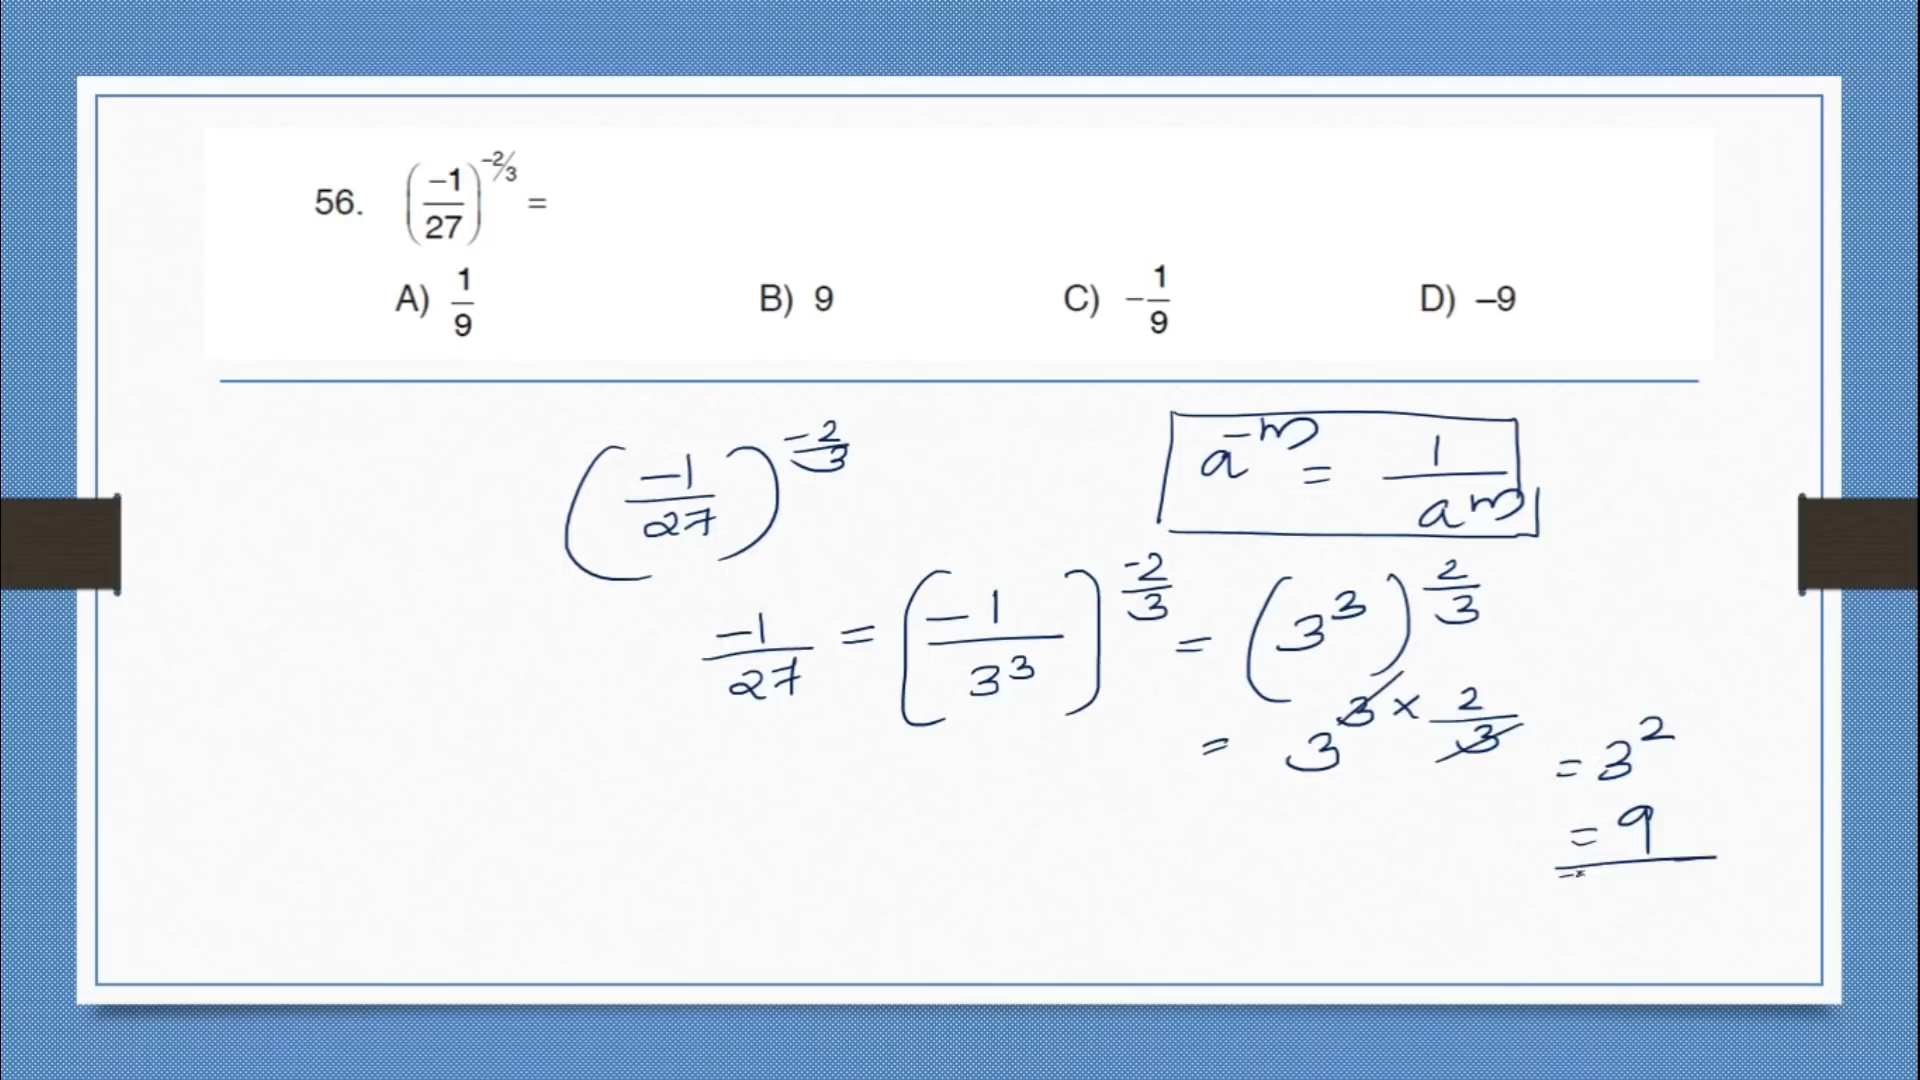 56. (-1/27)^(-2/3) =
A) 1/9 B) 9 C) -1/9 D) –9
(-1/27)^(-2/3)
a^(-m) = 1/a^m
-1/27 = (-1/3^3)^(-2/3) = (3^3)^(2/3)
= 3^(3 × 2/3) = 3^2
= 9